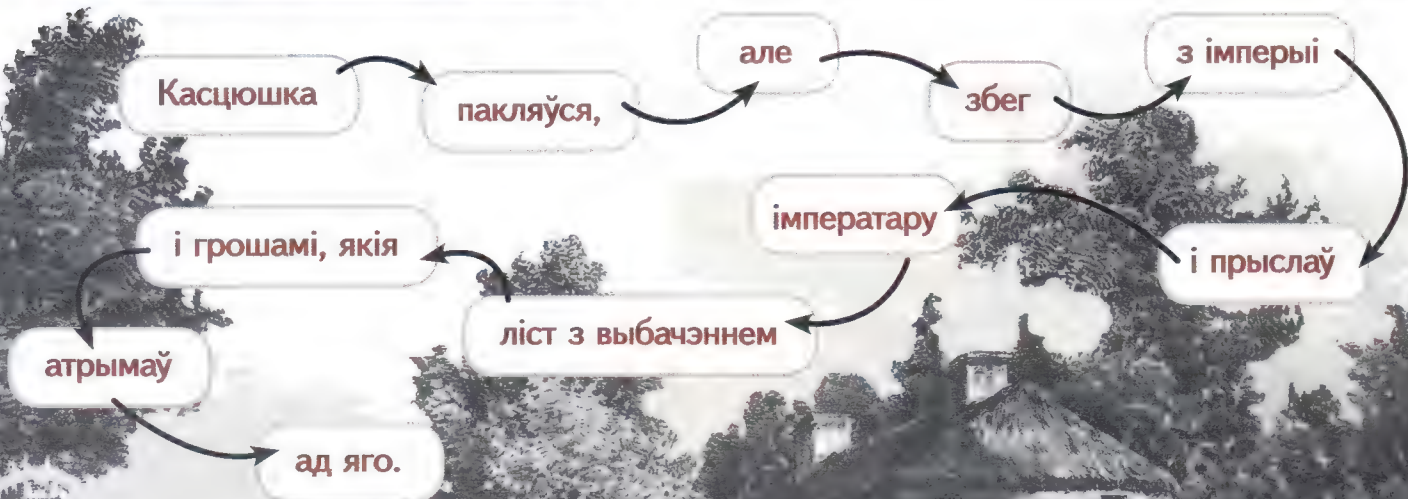 Касцюшка
пакляўся,
але
збег
з імперыі
і прыслаў
імператару
ліст з выбачэннем
і грошамі, якія
атрымаў
ад яго.